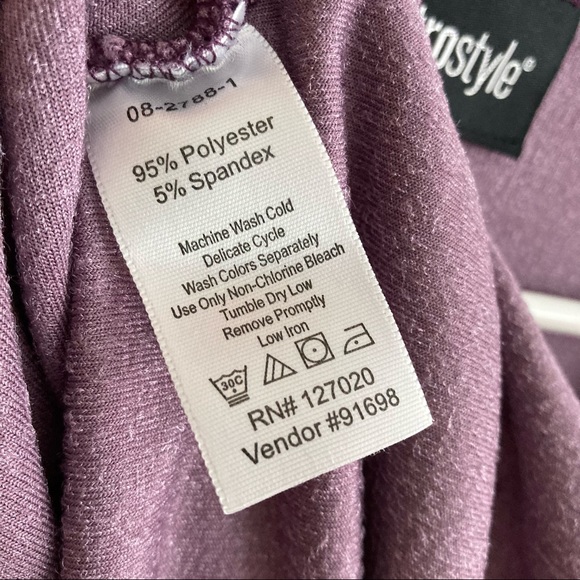 rostyle®
08-2788-1
95% Polyester
5% Spandex
Machine Wash Cold
Delicate Cycle
Wash Colors Separately
Use Only Non-Chlorine Bleach
Tumble Dry Low
Remove Promptly
Low Iron
30C
RN# 127020
Vendor #91698